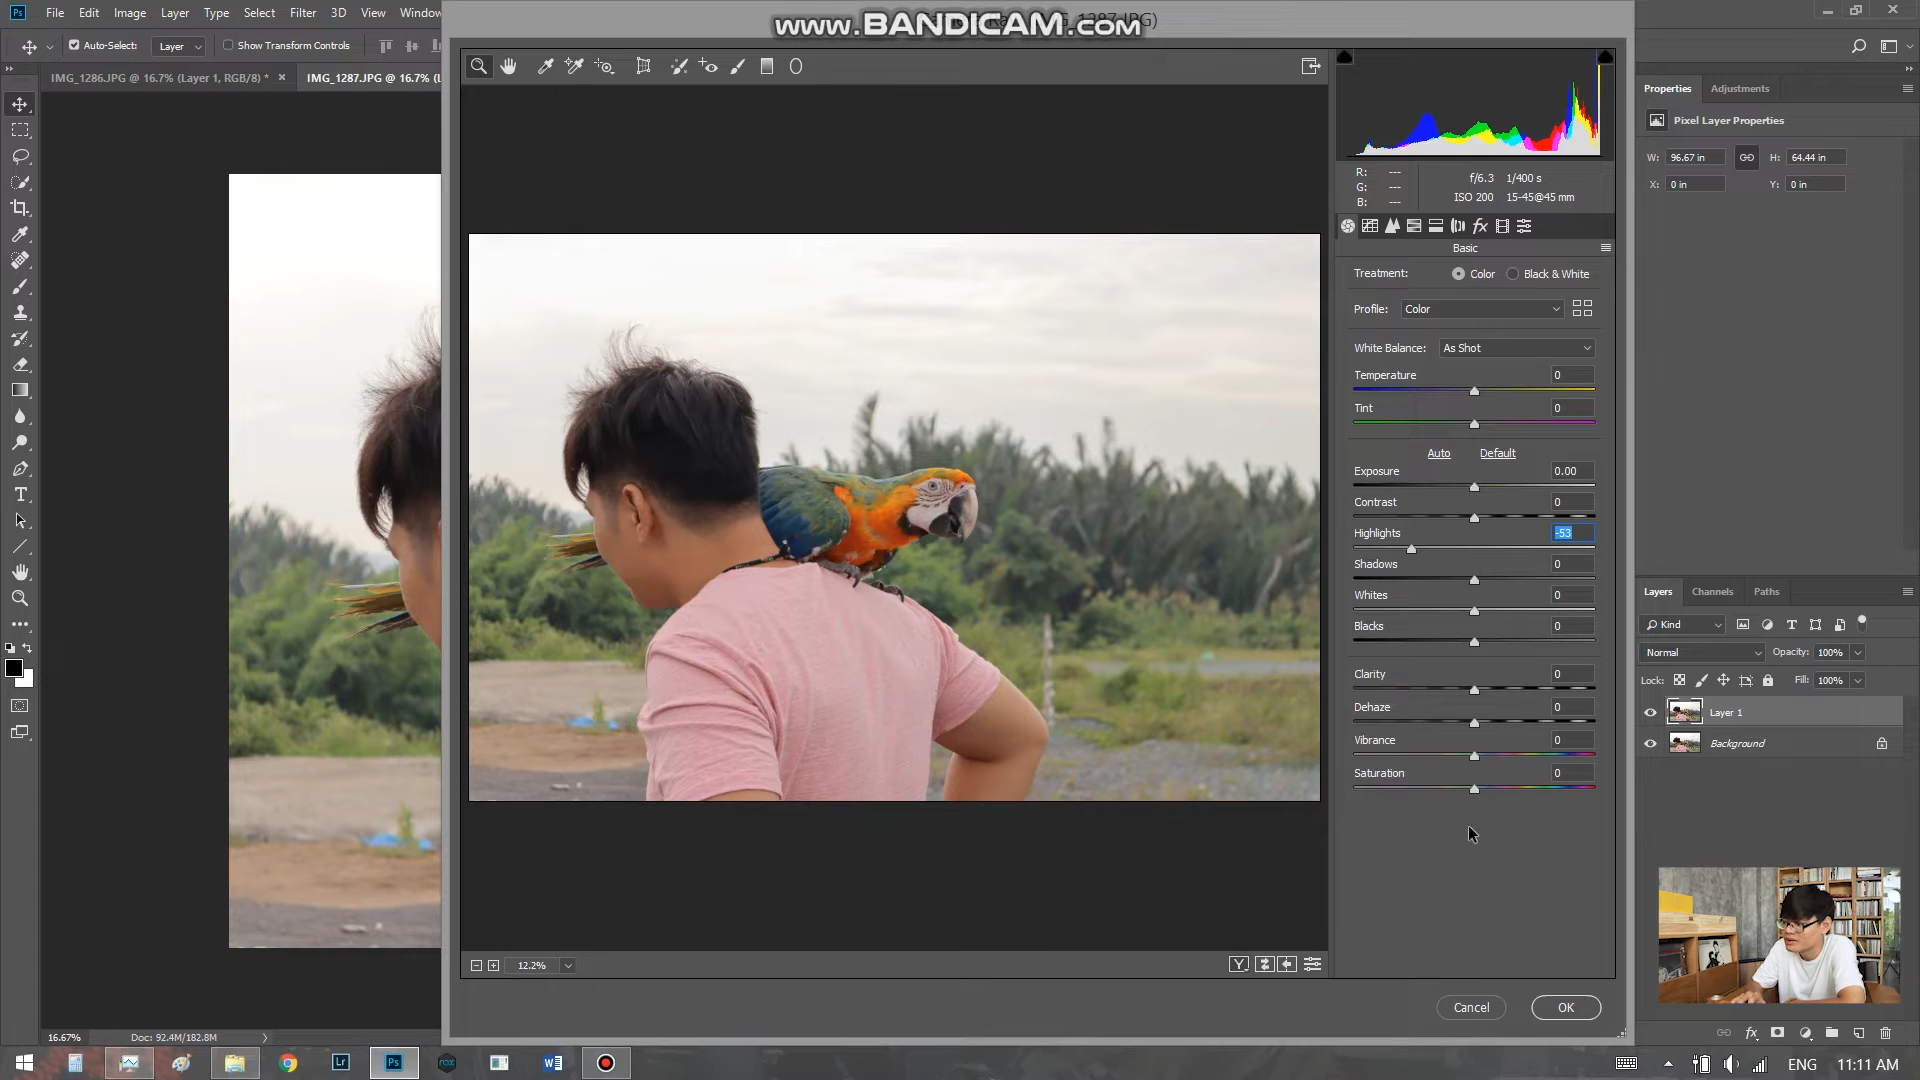 Ps File Edit Image Layer Type Select Filter 3D View Window
www.BANDICAM.com
Auto-Select: Layer Show Transform Controls
IMG_1286.JPG @ 16.7% (Layer 1, RGB/8) * ×
IMG_1287.JPG @ 16.7% (L
R: ---
G: ---
B: ---
f/6.3 1/400 s
ISO 200 15-45@45 mm
fx
Basic
Treatment: Color Black & White
Profile: Color
White Balance: As Shot
Temperature 0
Tint 0
Auto Default
Exposure 0.00
Contrast 0
Highlights -53
Shadows 0
Whites 0
Blacks 0
Clarity 0
Dehaze 0
Vibrance 0
Saturation 0
12.2%
Y
Cancel OK
Properties Adjustments
Pixel Layer Properties
W: 96.67 in H: 64.44 in
X: 0 in Y: 0 in
Layers Channels Paths
Kind
Normal Opacity: 100%
Lock: Fill: 100%
Layer 1
Background
fx
16.67% Doc: 92.4M/182.8M
Lr Ps nox W
ENG 11:11 AM